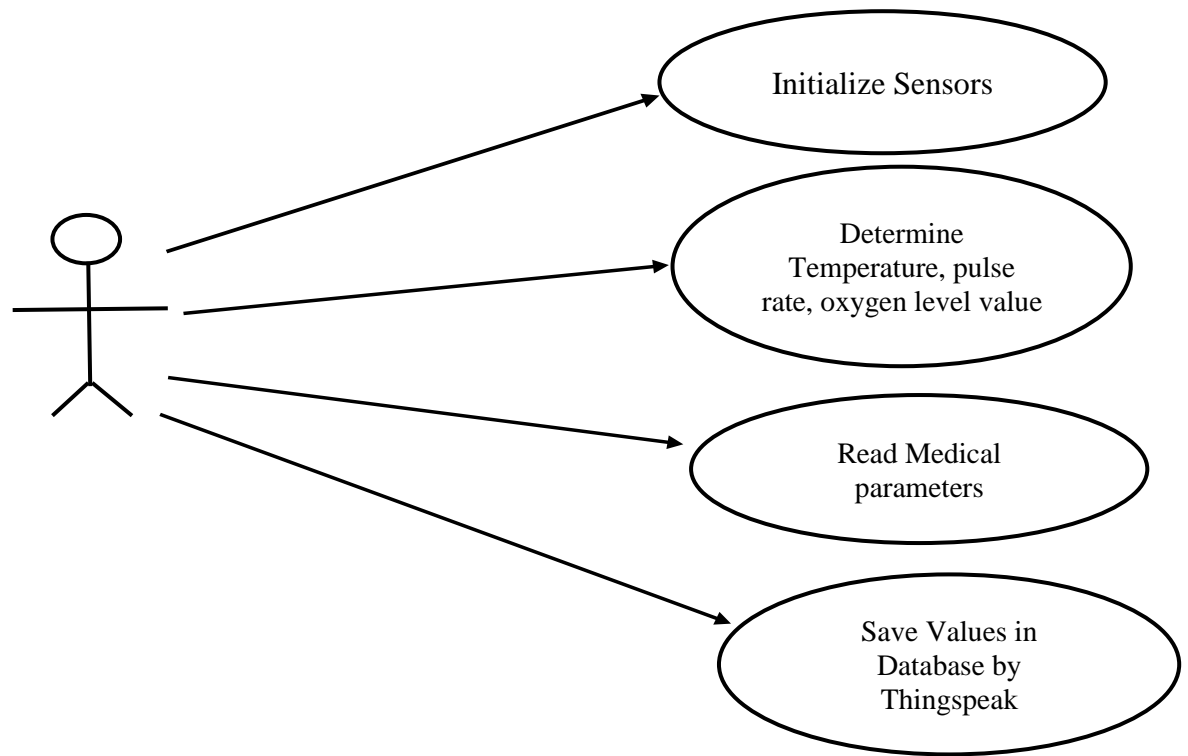 Initialize Sensors
Determine
Temperature, pulse
rate, oxygen level value
Read Medical
parameters
Save Values in
Database by
Thingspeak